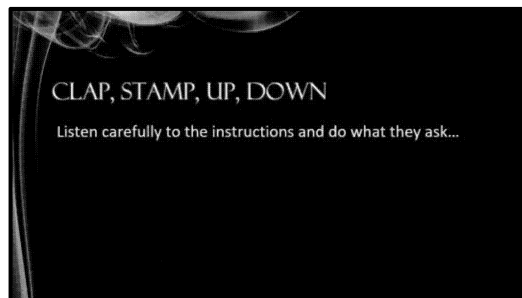 CLAP, STAMP, UP, DOWN
Listen carefully to the instructions and do what they ask…